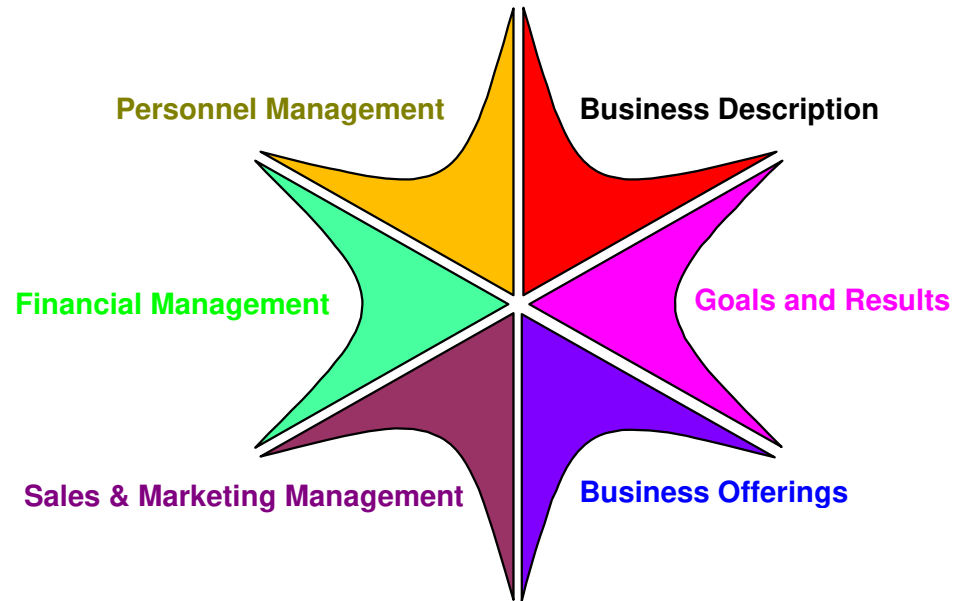 Personnel Management
Business Description
Financial Management
Goals and Results
Sales & Marketing Management
Business Offerings